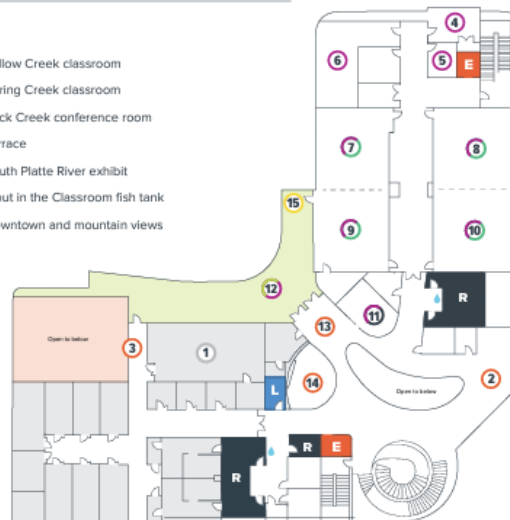 llow Creek classroom
ring Creek classroom
ck Creek conference room
rrace
uth Platte River exhibit
out in the Classroom fish tank
owntown and mountain views
4
6
5
E
7
8
15
9
10
12
R
11
13
Open to below
3
1
2
14
L
Open to below
R
E
R